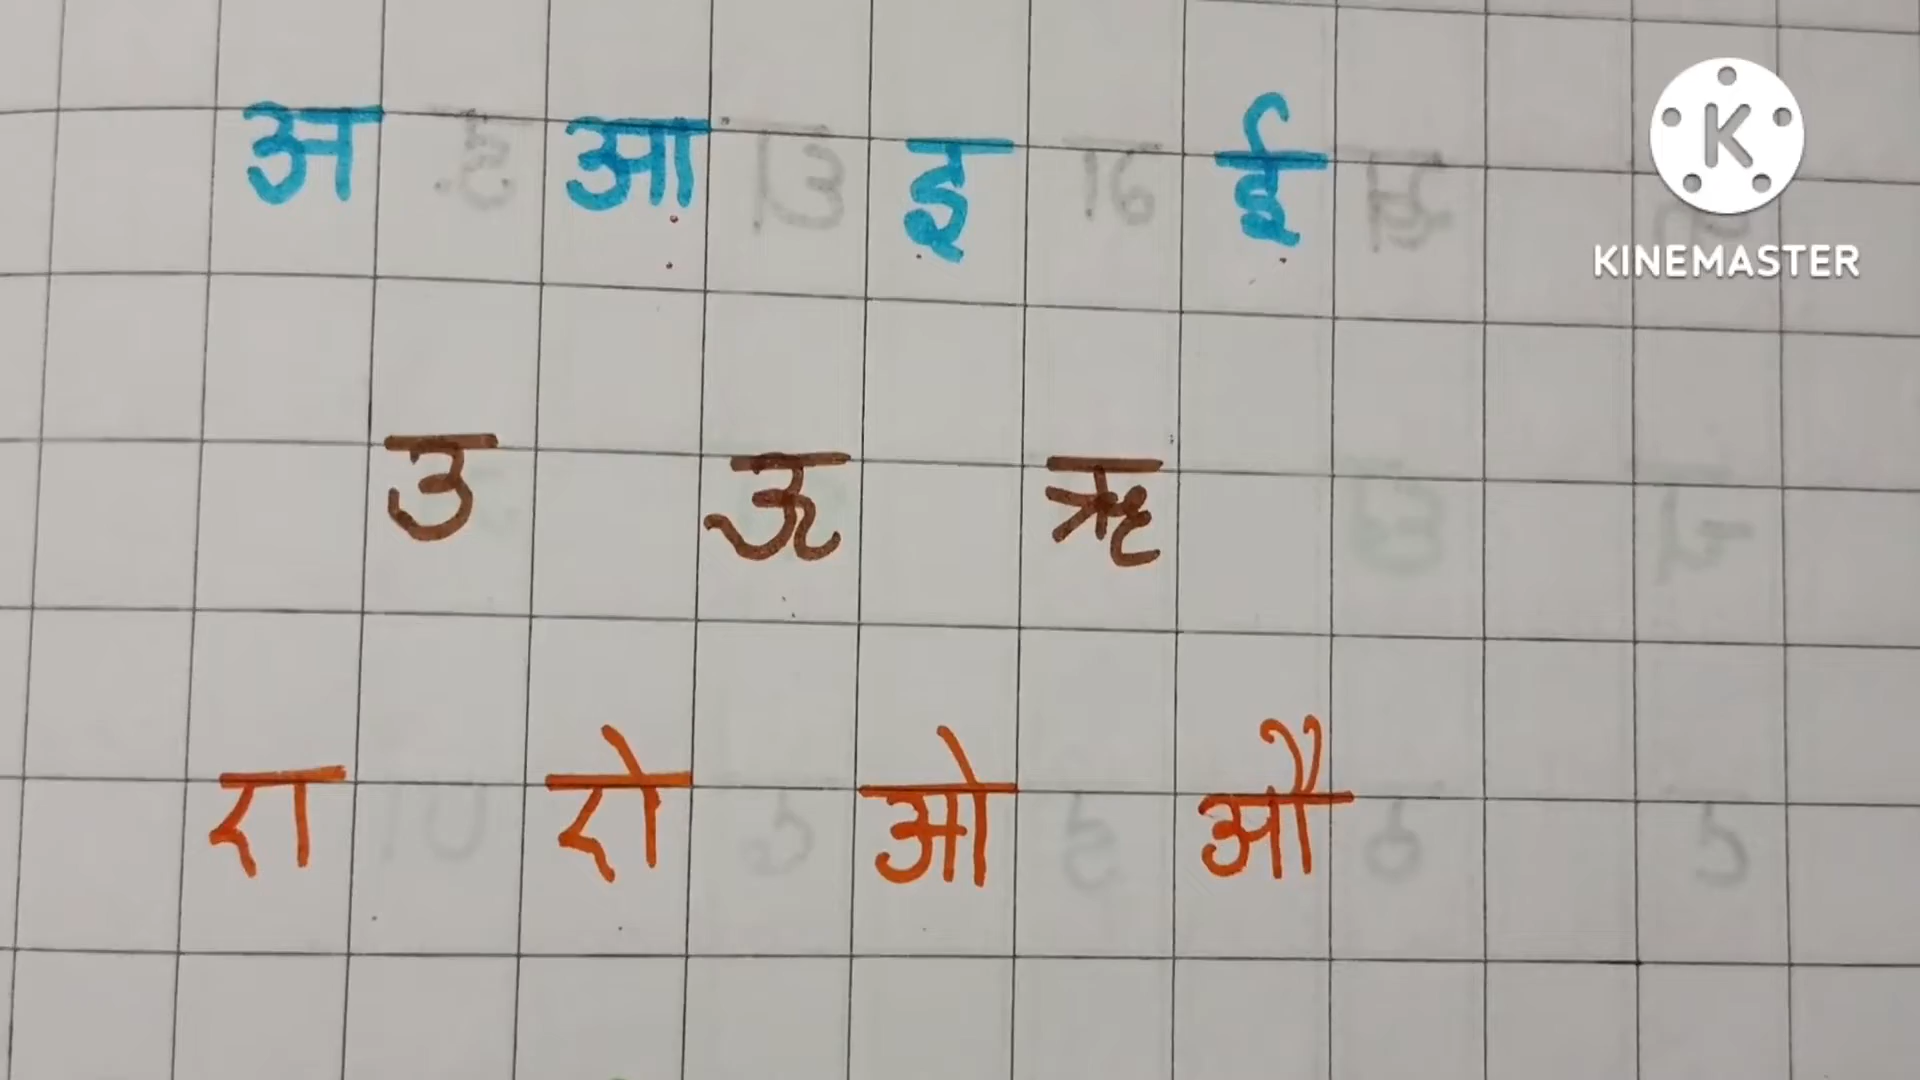 अ आ इ ई
K
KINEMASTER
उ ऊ ऋ
ए ऐ ओ औ